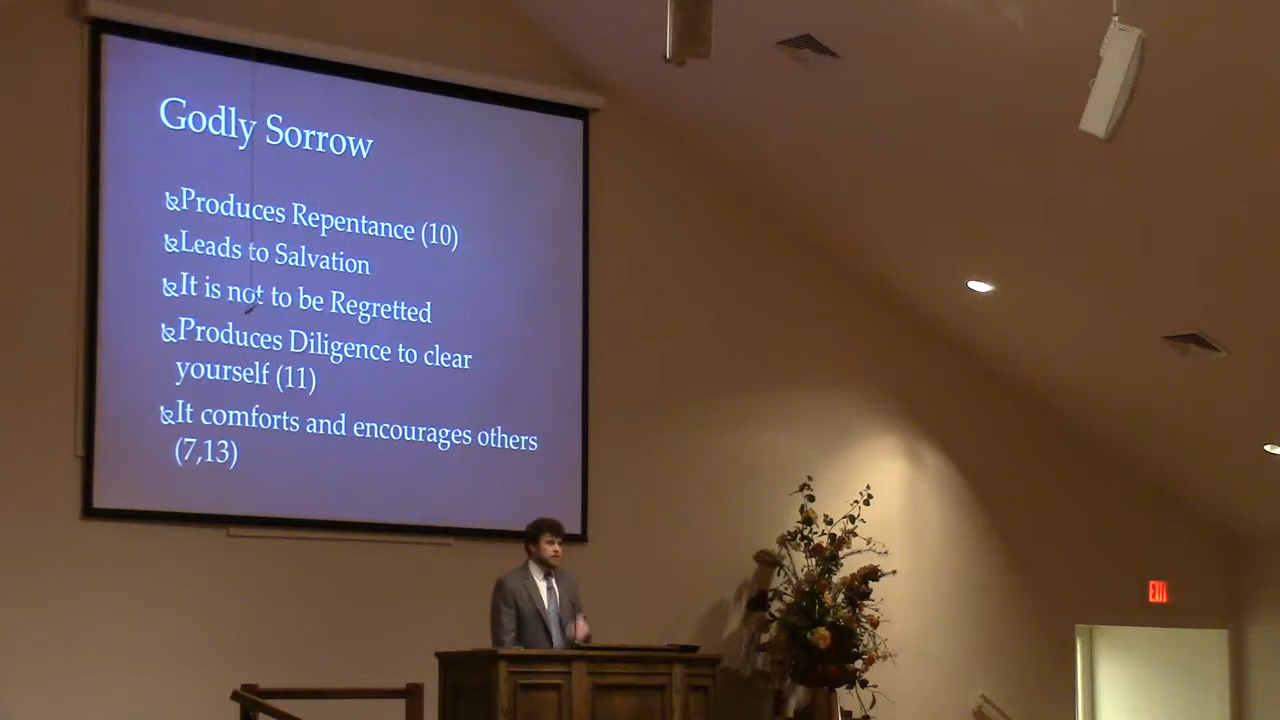 Godly Sorrow
Produces Repentance (10)
Leads to Salvation
It is not to be Regretted
Produces Diligence to clear
yourself (11)
It comforts and encourages others
(7,13)
EXIT